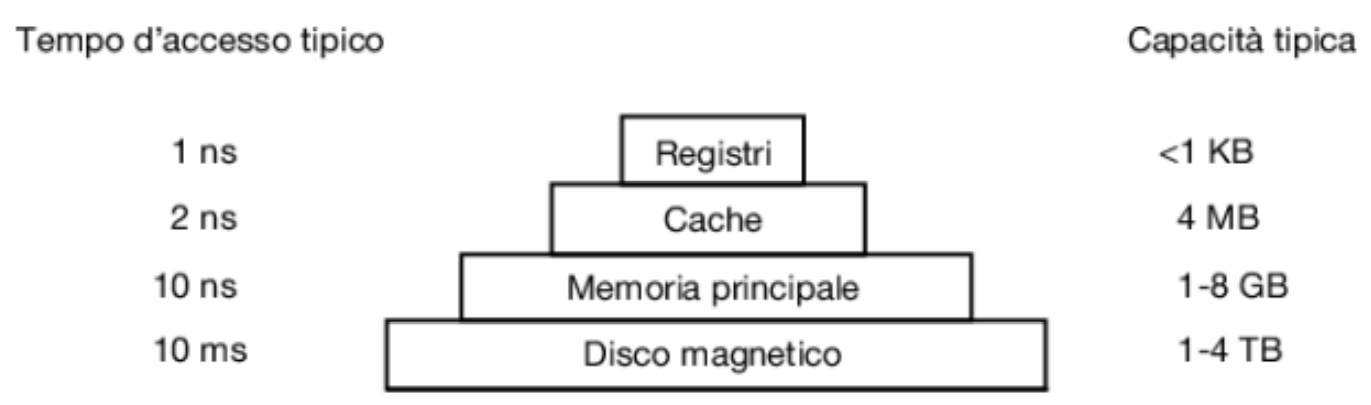 Tempo d'accesso tipico Capacità tipica
1 ns Registri <1 KB
2 ns Cache 4 MB
10 ns Memoria principale 1-8 GB
10 ms Disco magnetico 1-4 TB